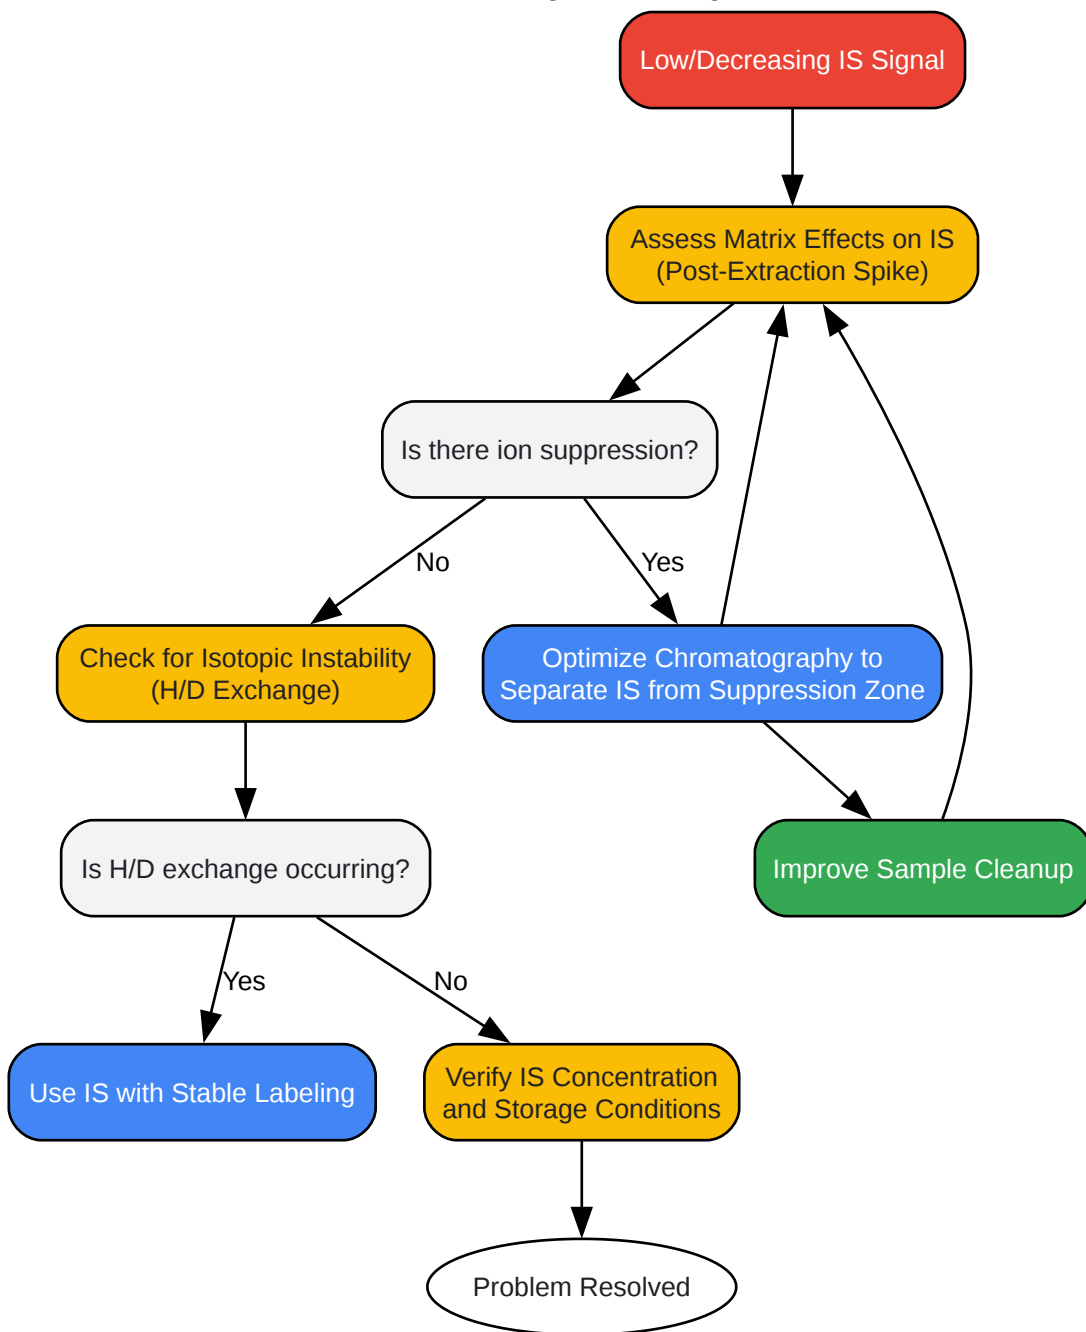 Low/Decreasing IS Signal
Assess Matrix Effects on IS
(Post-Extraction Spike)
Is there ion suppression?
No
Yes
Check for Isotopic Instability
(H/D Exchange)
Optimize Chromatography to
Separate IS from Suppression Zone
Is H/D exchange occurring?
Improve Sample Cleanup
Yes
No
Use IS with Stable Labeling
Verify IS Concentration
and Storage Conditions
Problem Resolved